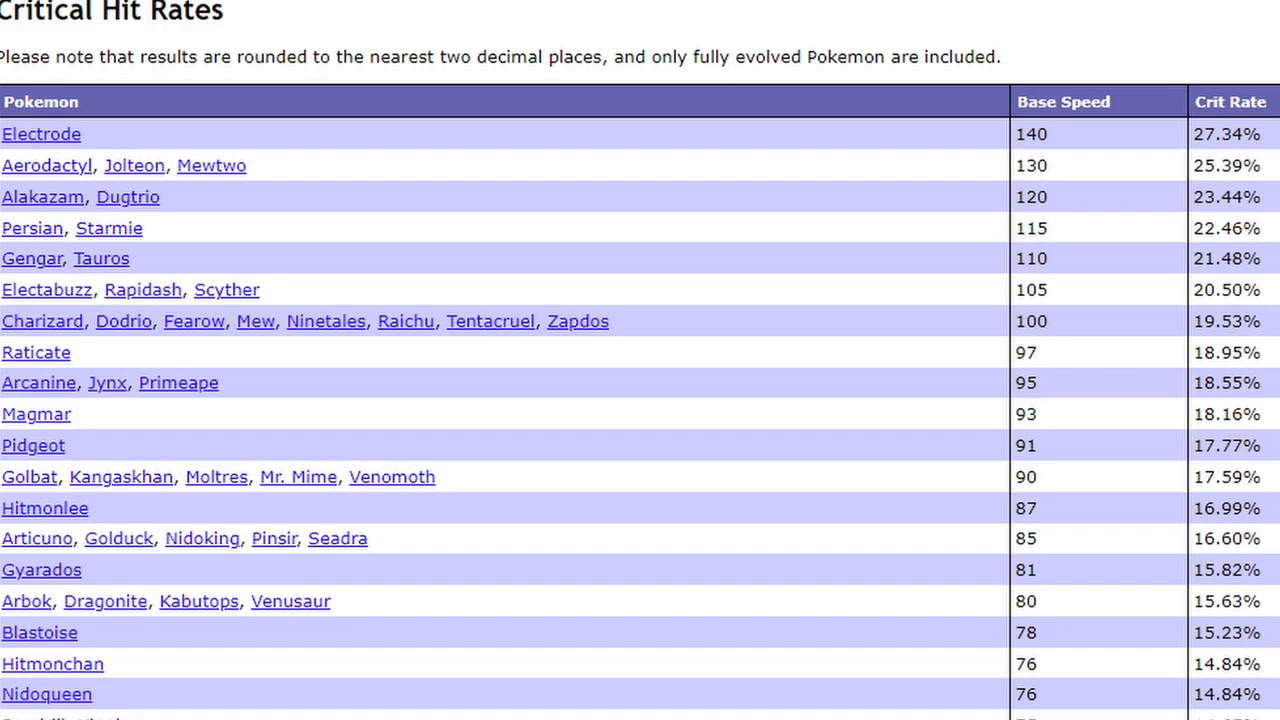 Critical Hit Rates
Please note that results are rounded to the nearest two decimal places, and only fully evolved Pokemon are included.
Pokemon Base Speed Crit Rate
Electrode 140 27.34%
Aerodactyl, Jolteon, Mewtwo 130 25.39%
Alakazam, Dugtrio 120 23.44%
Persian, Starmie 115 22.46%
Gengar, Tauros 110 21.48%
Electabuzz, Rapidash, Scyther 105 20.50%
Charizard, Dodrio, Fearow, Mew, Ninetales, Raichu, Tentacruel, Zapdos 100 19.53%
Raticate 97 18.95%
Arcanine, Jynx, Primeape 95 18.55%
Magmar 93 18.16%
Pidgeot 91 17.77%
Golbat, Kangaskhan, Moltres, Mr. Mime, Venomoth 90 17.59%
Hitmonlee 87 16.99%
Articuno, Golduck, Nidoking, Pinsir, Seadra 85 16.60%
Gyarados 81 15.82%
Arbok, Dragonite, Kabutops, Venusaur 80 15.63%
Blastoise 78 15.23%
Hitmonchan 76 14.84%
Nidoqueen 76 14.84%